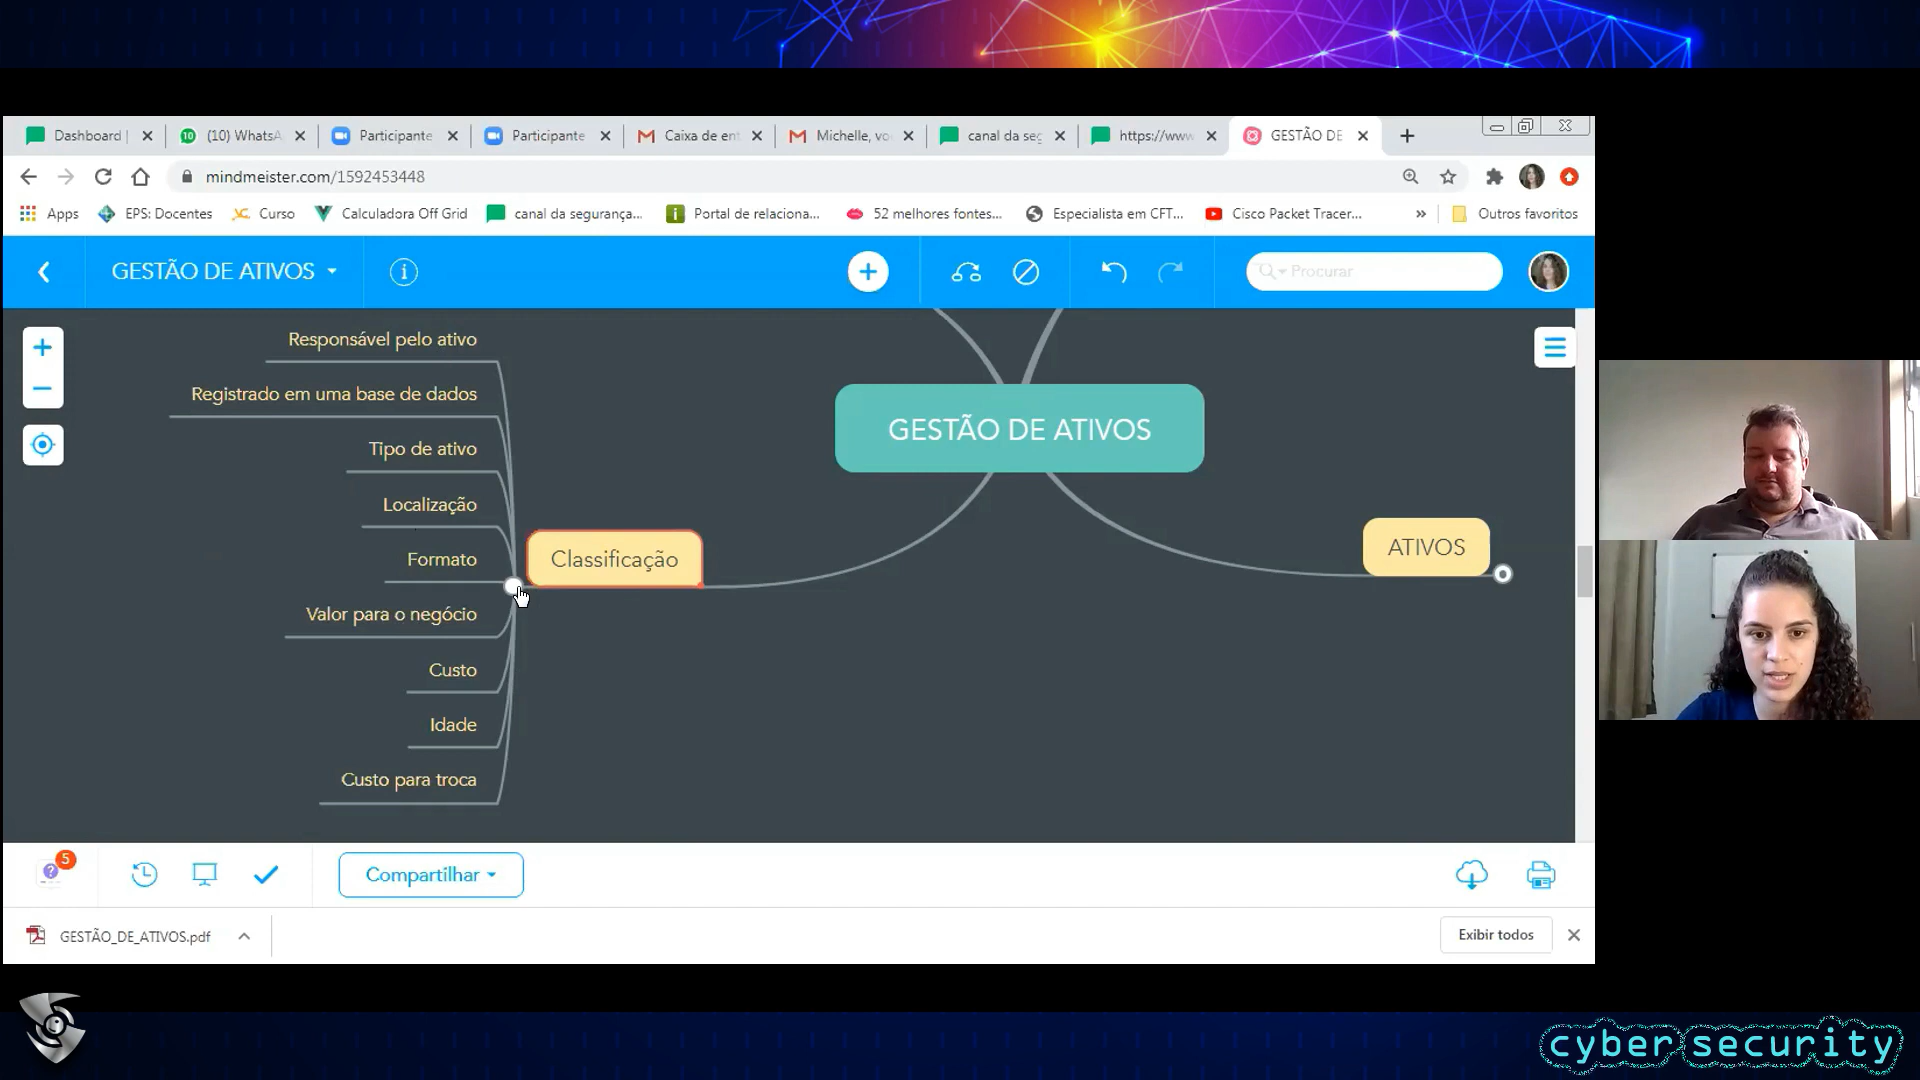 Dashboard |
(10) WhatsA
Participante
Participante
Caixa de ent
Michelle, vo
canal da seg
https://www
GESTÃO DE
mindmeister.com/1592453448
Apps
EPS: Docentes
Curso
Calculadora Off Grid
canal da segurança...
Portal de relaciona...
52 melhores fontes...
Especialista em CFT...
Cisco Packet Tracer...
»
Outros favoritos
GESTÃO DE ATIVOS
Procurar
Responsável pelo ativo
Registrado em uma base de dados
Tipo de ativo
Localização
Formato
Valor para o negócio
Custo
Idade
Custo para troca
Classificação
GESTÃO DE ATIVOS
ATIVOS
5
Compartilhar
GESTÃO_DE_ATIVOS.pdf
Exibir todos
cyber security